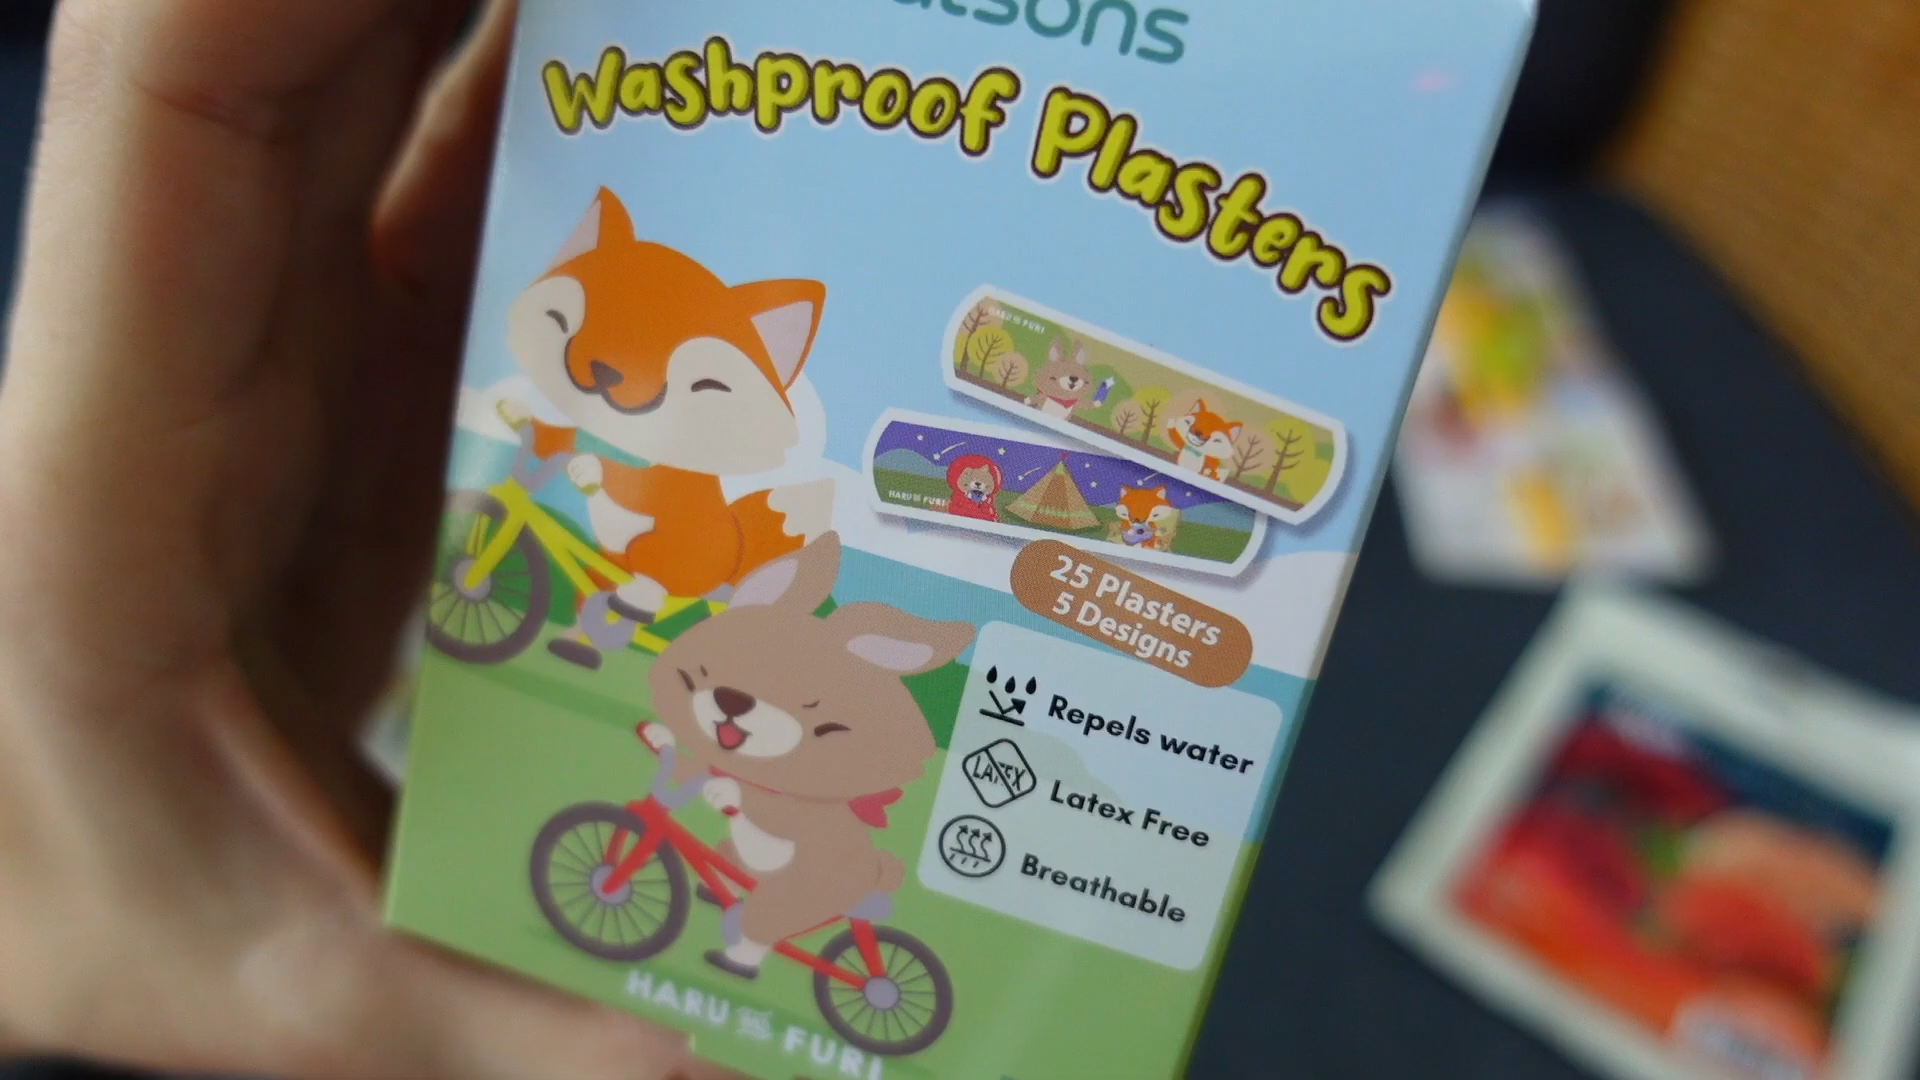 Washproof Plasters
HARU FURI
HARU FURI
25 Plasters
5 Designs
Repels water
LATEX
Latex Free
Breathable
HARU FURI